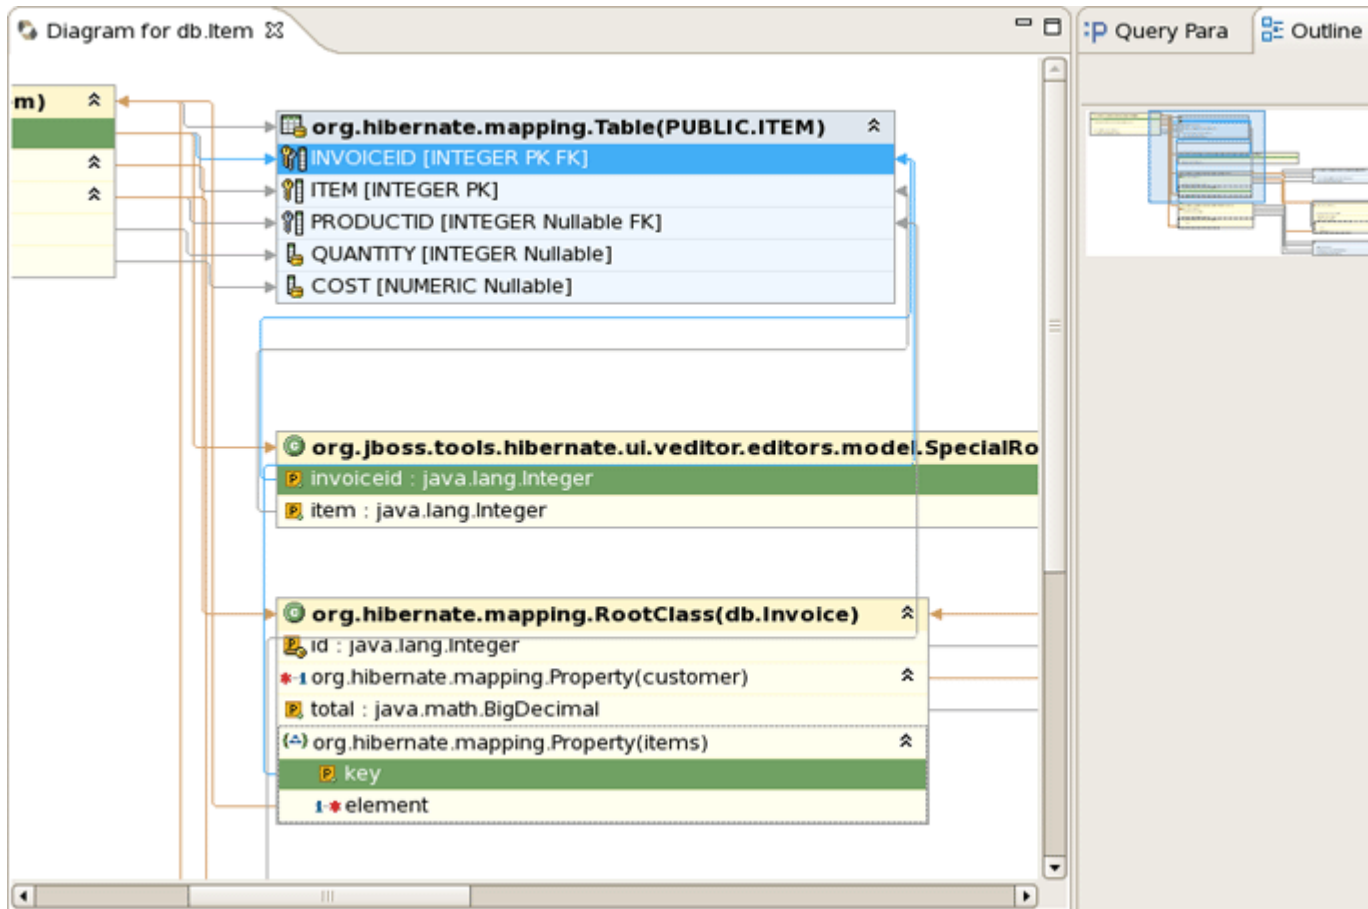 Diagram for db.Item
:P Query Para
Outline
m)
org.hibernate.mapping.Table(PUBLIC.ITEM)
INVOICEID [INTEGER PK FK]
ITEM [INTEGER PK]
PRODUCTID [INTEGER Nullable FK]
QUANTITY [INTEGER Nullable]
COST [NUMERIC Nullable]
org.jboss.tools.hibernate.ui.veditor.editors.model.SpecialRo
invoiceid : java.lang.Integer
item : java.lang.Integer
org.hibernate.mapping.RootClass(db.Invoice)
id : java.lang.Integer
org.hibernate.mapping.Property(customer)
total : java.math.BigDecimal
org.hibernate.mapping.Property(items)
key
element